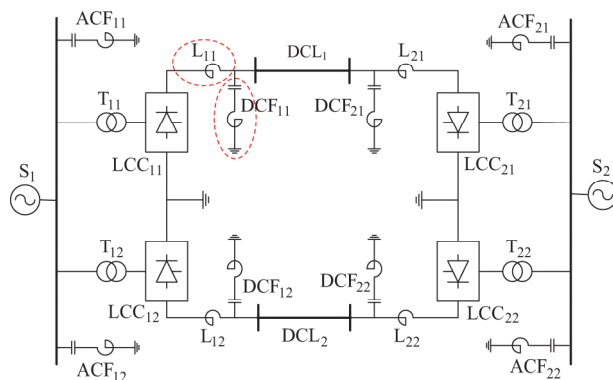 ACF₁₁
ACF₂₁
L₁₁
DCL₁
L₂₁
T₁₁
DCF₁₁
DCF₂₁
T₂₁
LCC₁₁
LCC₂₁
S₁
S₂
T₁₂
T₂₂
DCF₁₂
DCF₂₂
LCC₁₂
LCC₂₂
L₁₂
DCL₂
L₂₂
ACF₁₂
ACF₂₂